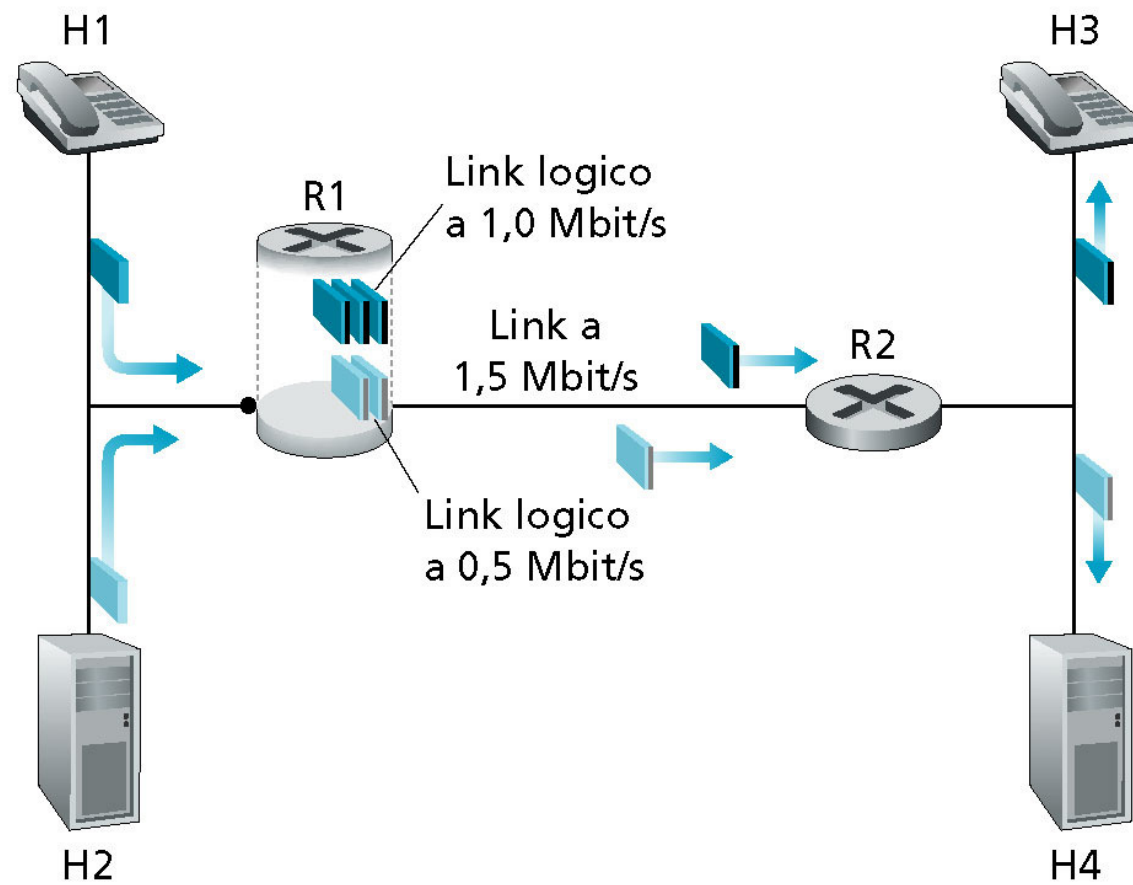 H1
H3
Link logico
a 1,0 Mbit/s
R1
Link a
1,5 Mbit/s
R2
Link logico
a 0,5 Mbit/s
H2
H4